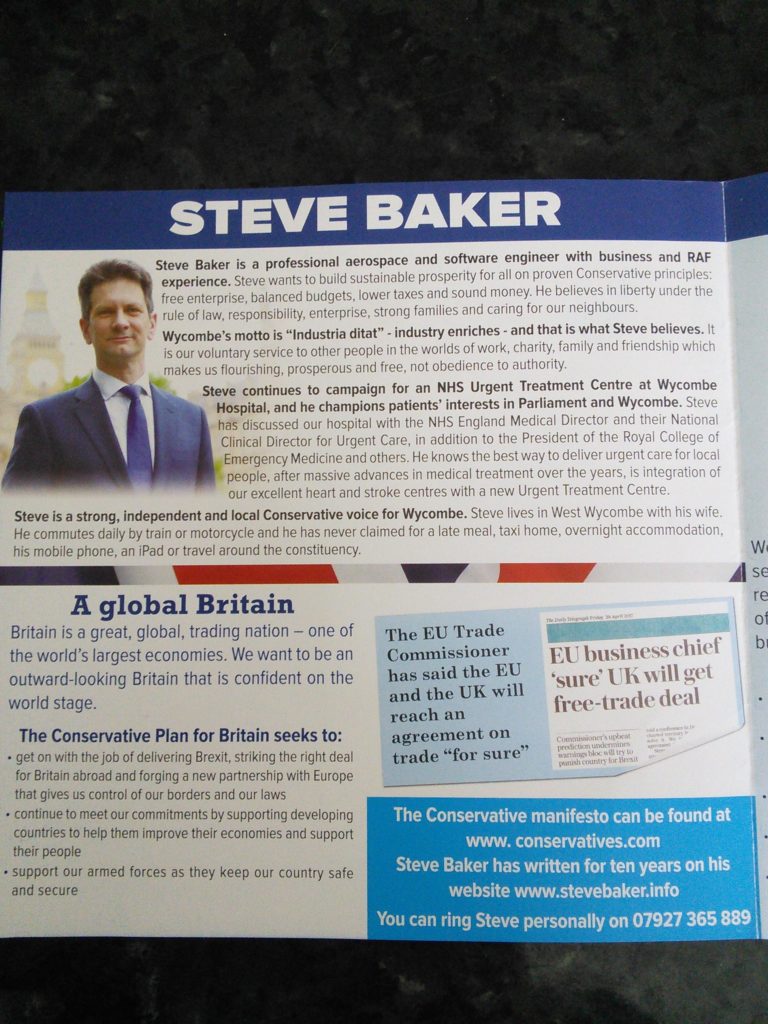 STEVE BAKER
Steve Baker is a professional aerospace and software engineer with business and RAF
experience. Steve wants to build sustainable prosperity for all on proven Conservative principles:
free enterprise, balanced budgets, lower taxes and sound money. He believes in liberty under the
rule of law, responsibility, enterprise, strong families and caring for our neighbours.
Wycombe's motto is "Industria ditat" - industry enriches - and that is what Steve believes. It
is our voluntary service to other people in the worlds of work, charity, family and friendship which
makes us flourishing, prosperous and free, not obedience to authority.
Steve continues to campaign for an NHS Urgent Treatment Centre at Wycombe
Hospital, and he champions patients' interests in Parliament and Wycombe. Steve
has discussed our hospital with the NHS England Medical Director and their National
Clinical Director for Urgent Care, in addition to the President of the Royal College of
Emergency Medicine and others. He knows the best way to deliver urgent care for local
people, after massive advances in medical treatment over the years, is integration of
our excellent heart and stroke centres with a new Urgent Treatment Centre.
Steve is a strong, independent and local Conservative voice for Wycombe. Steve lives in West Wycombe with his wife.
He commutes daily by train or motorcycle and he has never claimed for a late meal, taxi home, overnight accommodation,
his mobile phone, an iPad or travel around the constituency.
A global Britain
Britain is a great, global, trading nation – one of
the world's largest economies. We want to be an
outward-looking Britain that is confident on the
world stage.
The Conservative Plan for Britain seeks to:
• get on with the job of delivering Brexit, striking the right deal
for Britain abroad and forging a new partnership with Europe
that gives us control of our borders and our laws
• continue to meet our commitments by supporting developing
countries to help them improve their economies and support
their people
• support our armed forces as they keep our country safe
and secure
The EU Trade
Commissioner
has said the EU
and the UK will
reach an
agreement on
trade "for sure"
The Daily Telegraph Friday 28 April 2017
EU business chief
'sure' UK will get
free-trade deal
Commissioner's upbeat
prediction undermines
warnings bloc will try to
punish country for Brexit
The Conservative manifesto can be found at
www. conservatives.com
Steve Baker has written for ten years on his
website www.stevebaker.info
You can ring Steve personally on 07927 365 889